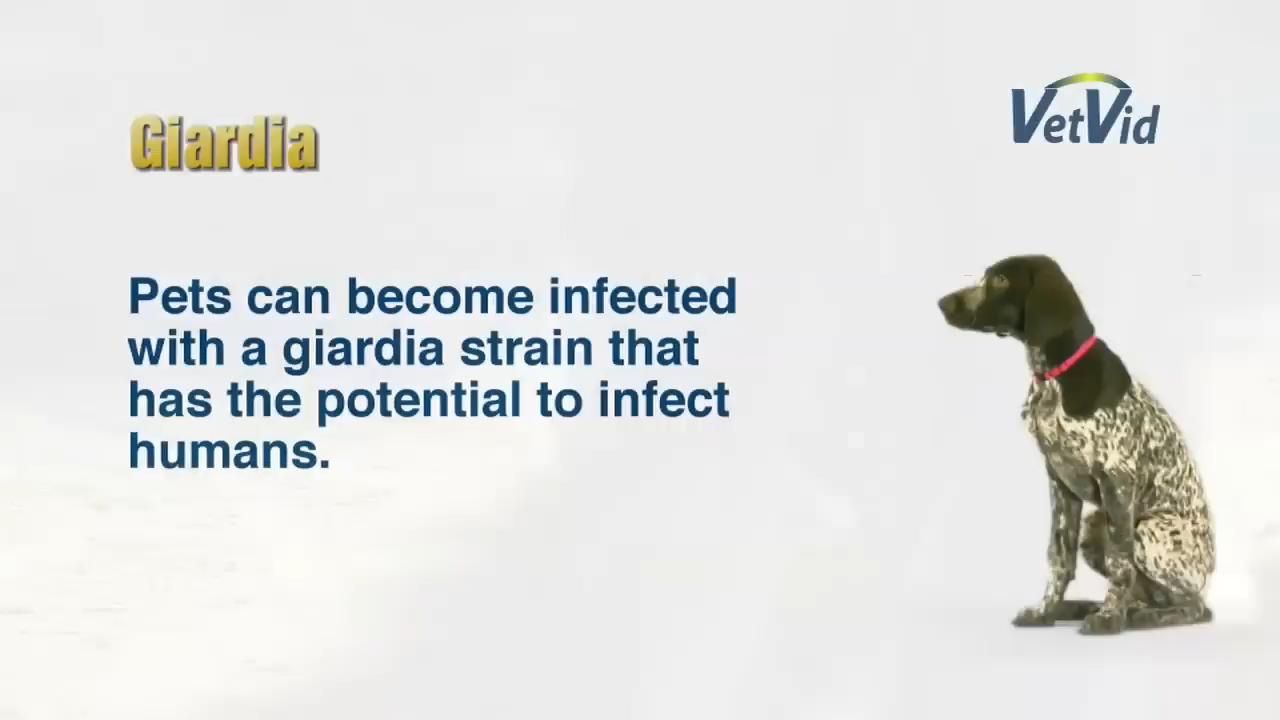 Giardia
VetVid
Pets can become infected
with a giardia strain that
has the potential to infect
humans.